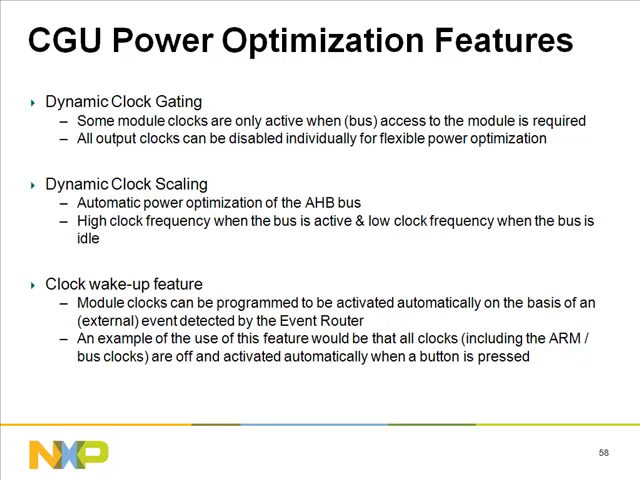 CGU Power Optimization Features
Dynamic Clock Gating
– Some module clocks are only active when (bus) access to the module is required
– All output clocks can be disabled individually for flexible power optimization
Dynamic Clock Scaling
– Automatic power optimization of the AHB bus
– High clock frequency when the bus is active & low clock frequency when the bus is
idle
Clock wake-up feature
– Module clocks can be programmed to be activated automatically on the basis of an
(external) event detected by the Event Router
– An example of the use of this feature would be that all clocks (including the ARM /
bus clocks) are off and activated automatically when a button is pressed
NXP
58